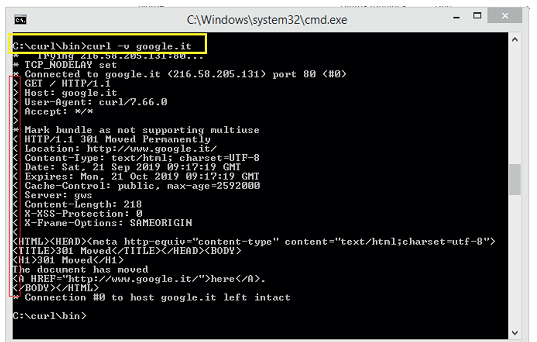 C:\Windows\system32\cmd.exe
C:\curl\bin>curl -v google.it
*   Trying 216.58.205.131:80...
* TCP_NODELAY set
* Connected to google.it (216.58.205.131) port 80 (#0)
> GET / HTTP/1.1
> Host: google.it
> User-Agent: curl/7.66.0
> Accept: */*
>
* Mark bundle as not supporting multiuse
< HTTP/1.1 301 Moved Permanently
< Location: http://www.google.it/
< Content-Type: text/html; charset=UTF-8
< Date: Sat, 21 Sep 2019 09:17:19 GMT
< Expires: Mon, 21 Oct 2019 09:17:19 GMT
< Cache-Control: public, max-age=2592000
< Server: gws
< Content-Length: 218
< X-XSS-Protection: 0
< X-Frame-Options: SAMEORIGIN
<
<HTML><HEAD><meta http-equiv="content-type" content="text/html;charset=utf-8">
<TITLE>301 Moved</TITLE></HEAD><BODY>
<H1>301 Moved</H1>
The document has moved
<A HREF="http://www.google.it/">here</A>.
</BODY></HTML>
* Connection #0 to host google.it left intact
C:\curl\bin>